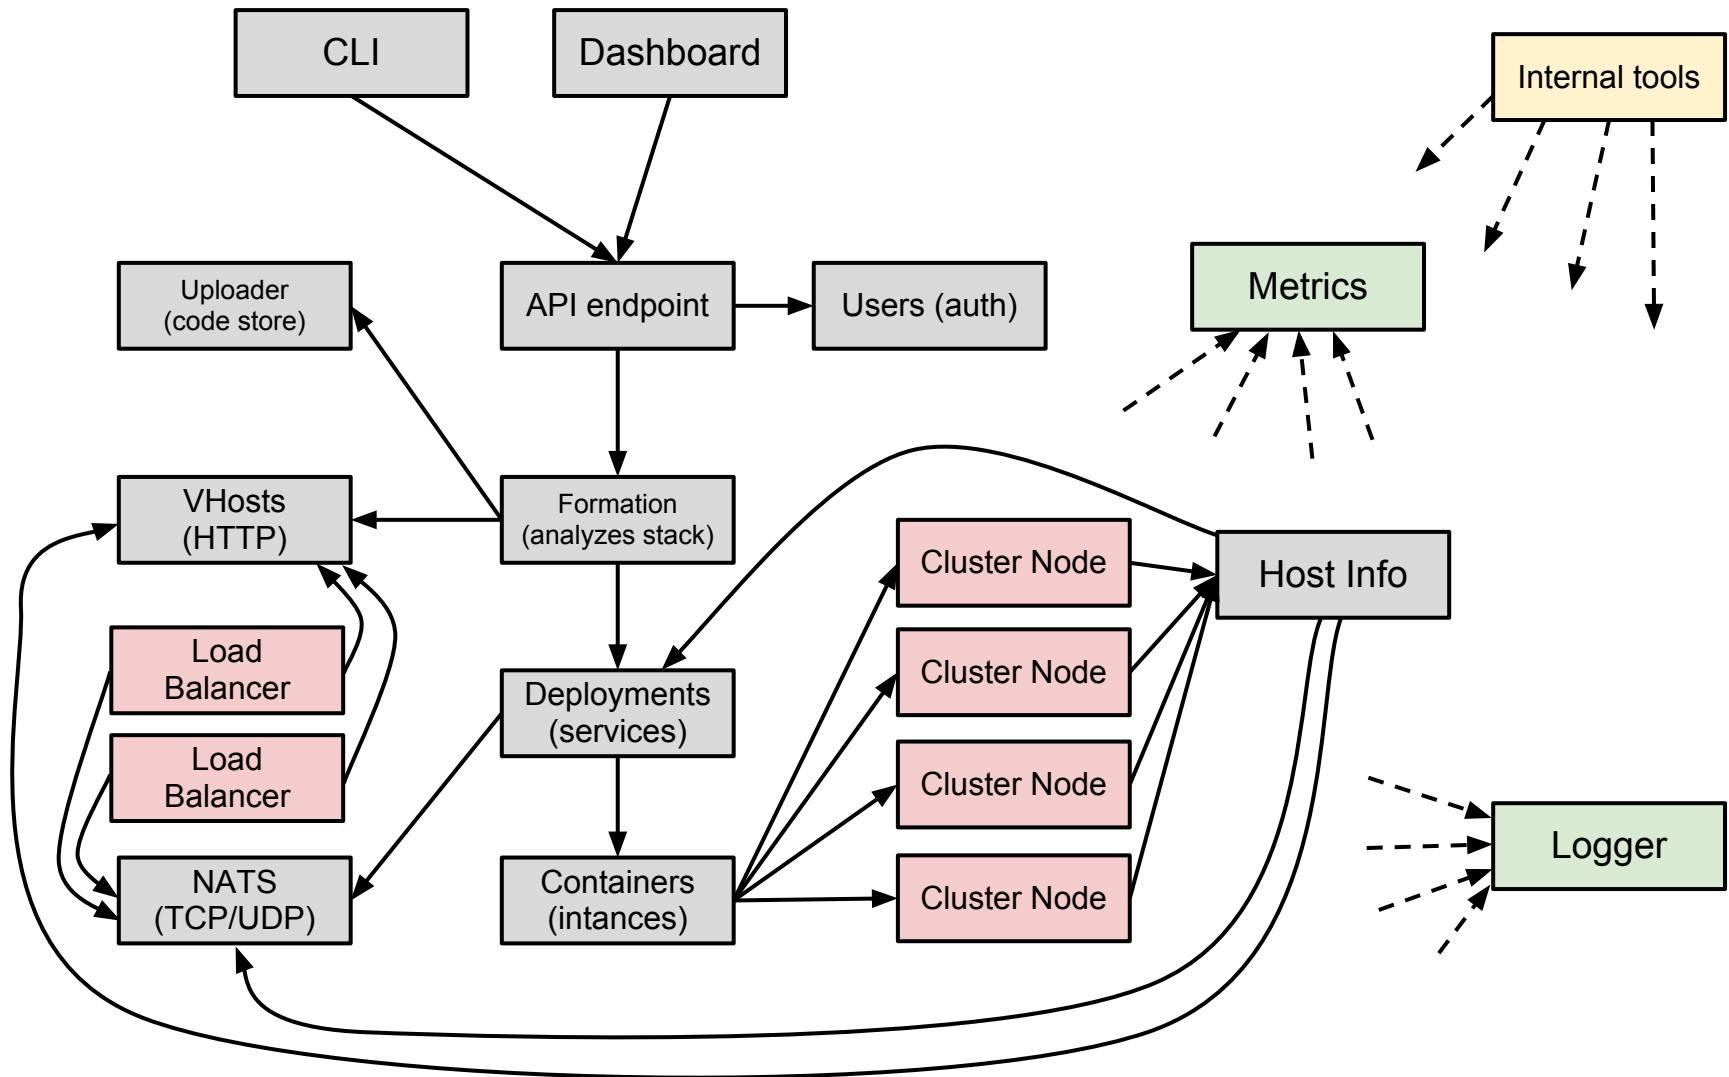 CLI
Dashboard
Internal tools
Metrics
Uploader
(code store)
API endpoint
Users (auth)
VHosts
(HTTP)
Formation
(analyzes stack)
Cluster Node
Host Info
Load
Balancer
Cluster Node
Deployments
(services)
Load
Balancer
Cluster Node
Logger
NATS
(TCP/UDP)
Containers
(intances)
Cluster Node